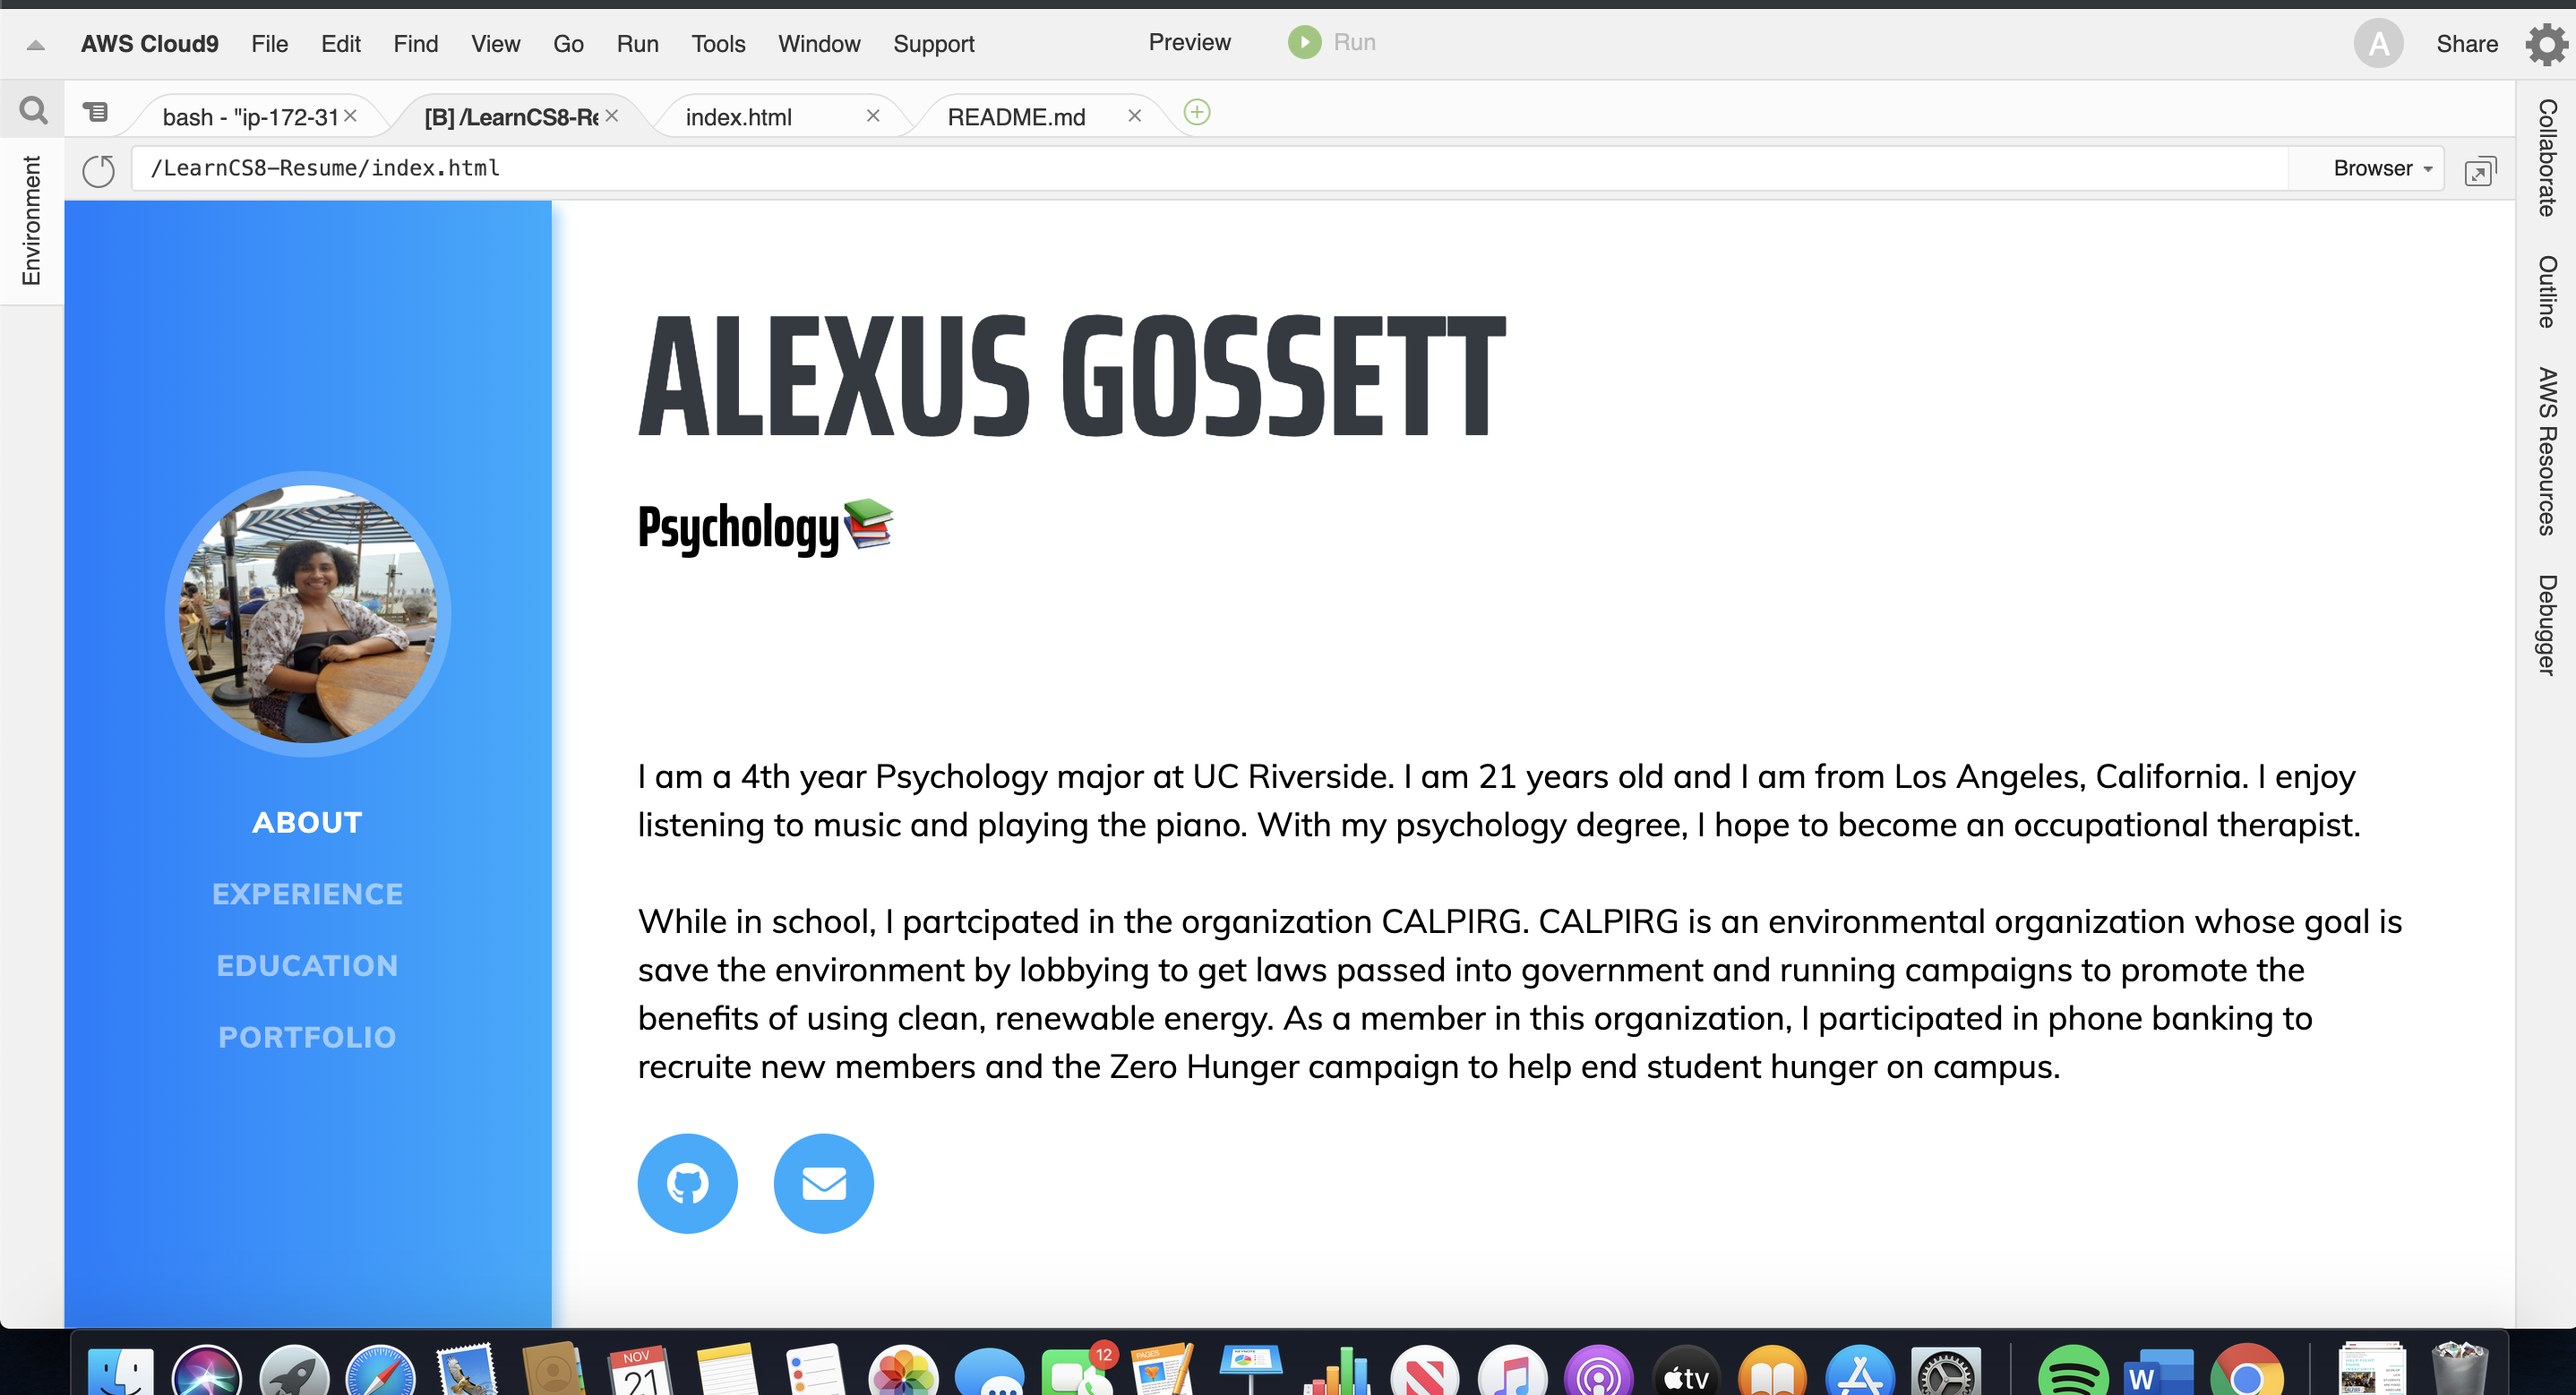 AWS Cloud9 File Edit Find View Go Run Tools Window Support Preview Run A Share
bash - "ip-172-31 [B] /LearnCS8-Re index.html README.md
/LearnCS8-Resume/index.html Browser
Environment
Collaborate
Outline
AWS Resources
Debugger
ABOUT
EXPERIENCE
EDUCATION
PORTFOLIO
ALEXUS GOSSETT
Psychology📚
I am a 4th year Psychology major at UC Riverside. I am 21 years old and I am from Los Angeles, California. I enjoy
listening to music and playing the piano. With my psychology degree, I hope to become an occupational therapist.
While in school, I partcipated in the organization CALPIRG. CALPIRG is an environmental organization whose goal is
save the environment by lobbying to get laws passed into government and running campaigns to promote the
benefits of using clean, renewable energy. As a member in this organization, I participated in phone banking to
recruite new members and the Zero Hunger campaign to help end student hunger on campus.
NOV
21
12
PAGES
KEYNOTE
tv
W